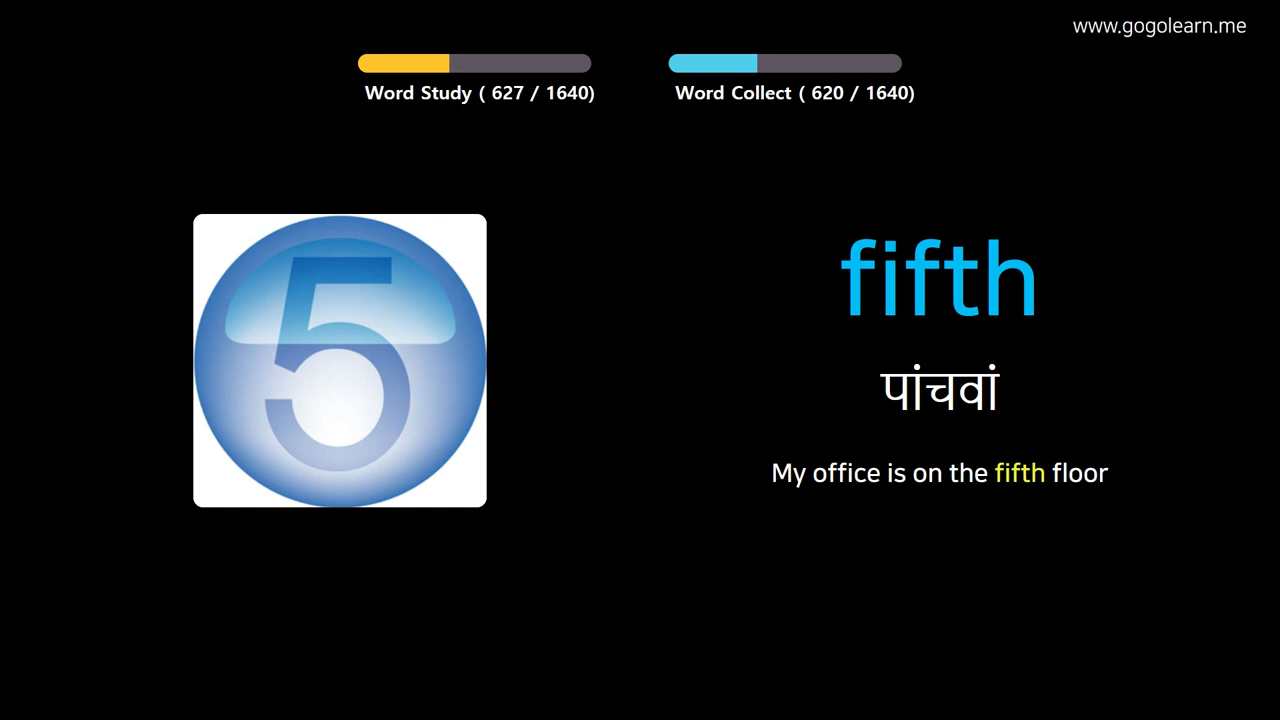 www.gogolearn.me
Word Study ( 627 / 1640)
Word Collect ( 620 / 1640)
5
fifth
पांचवां
My office is on the fifth floor